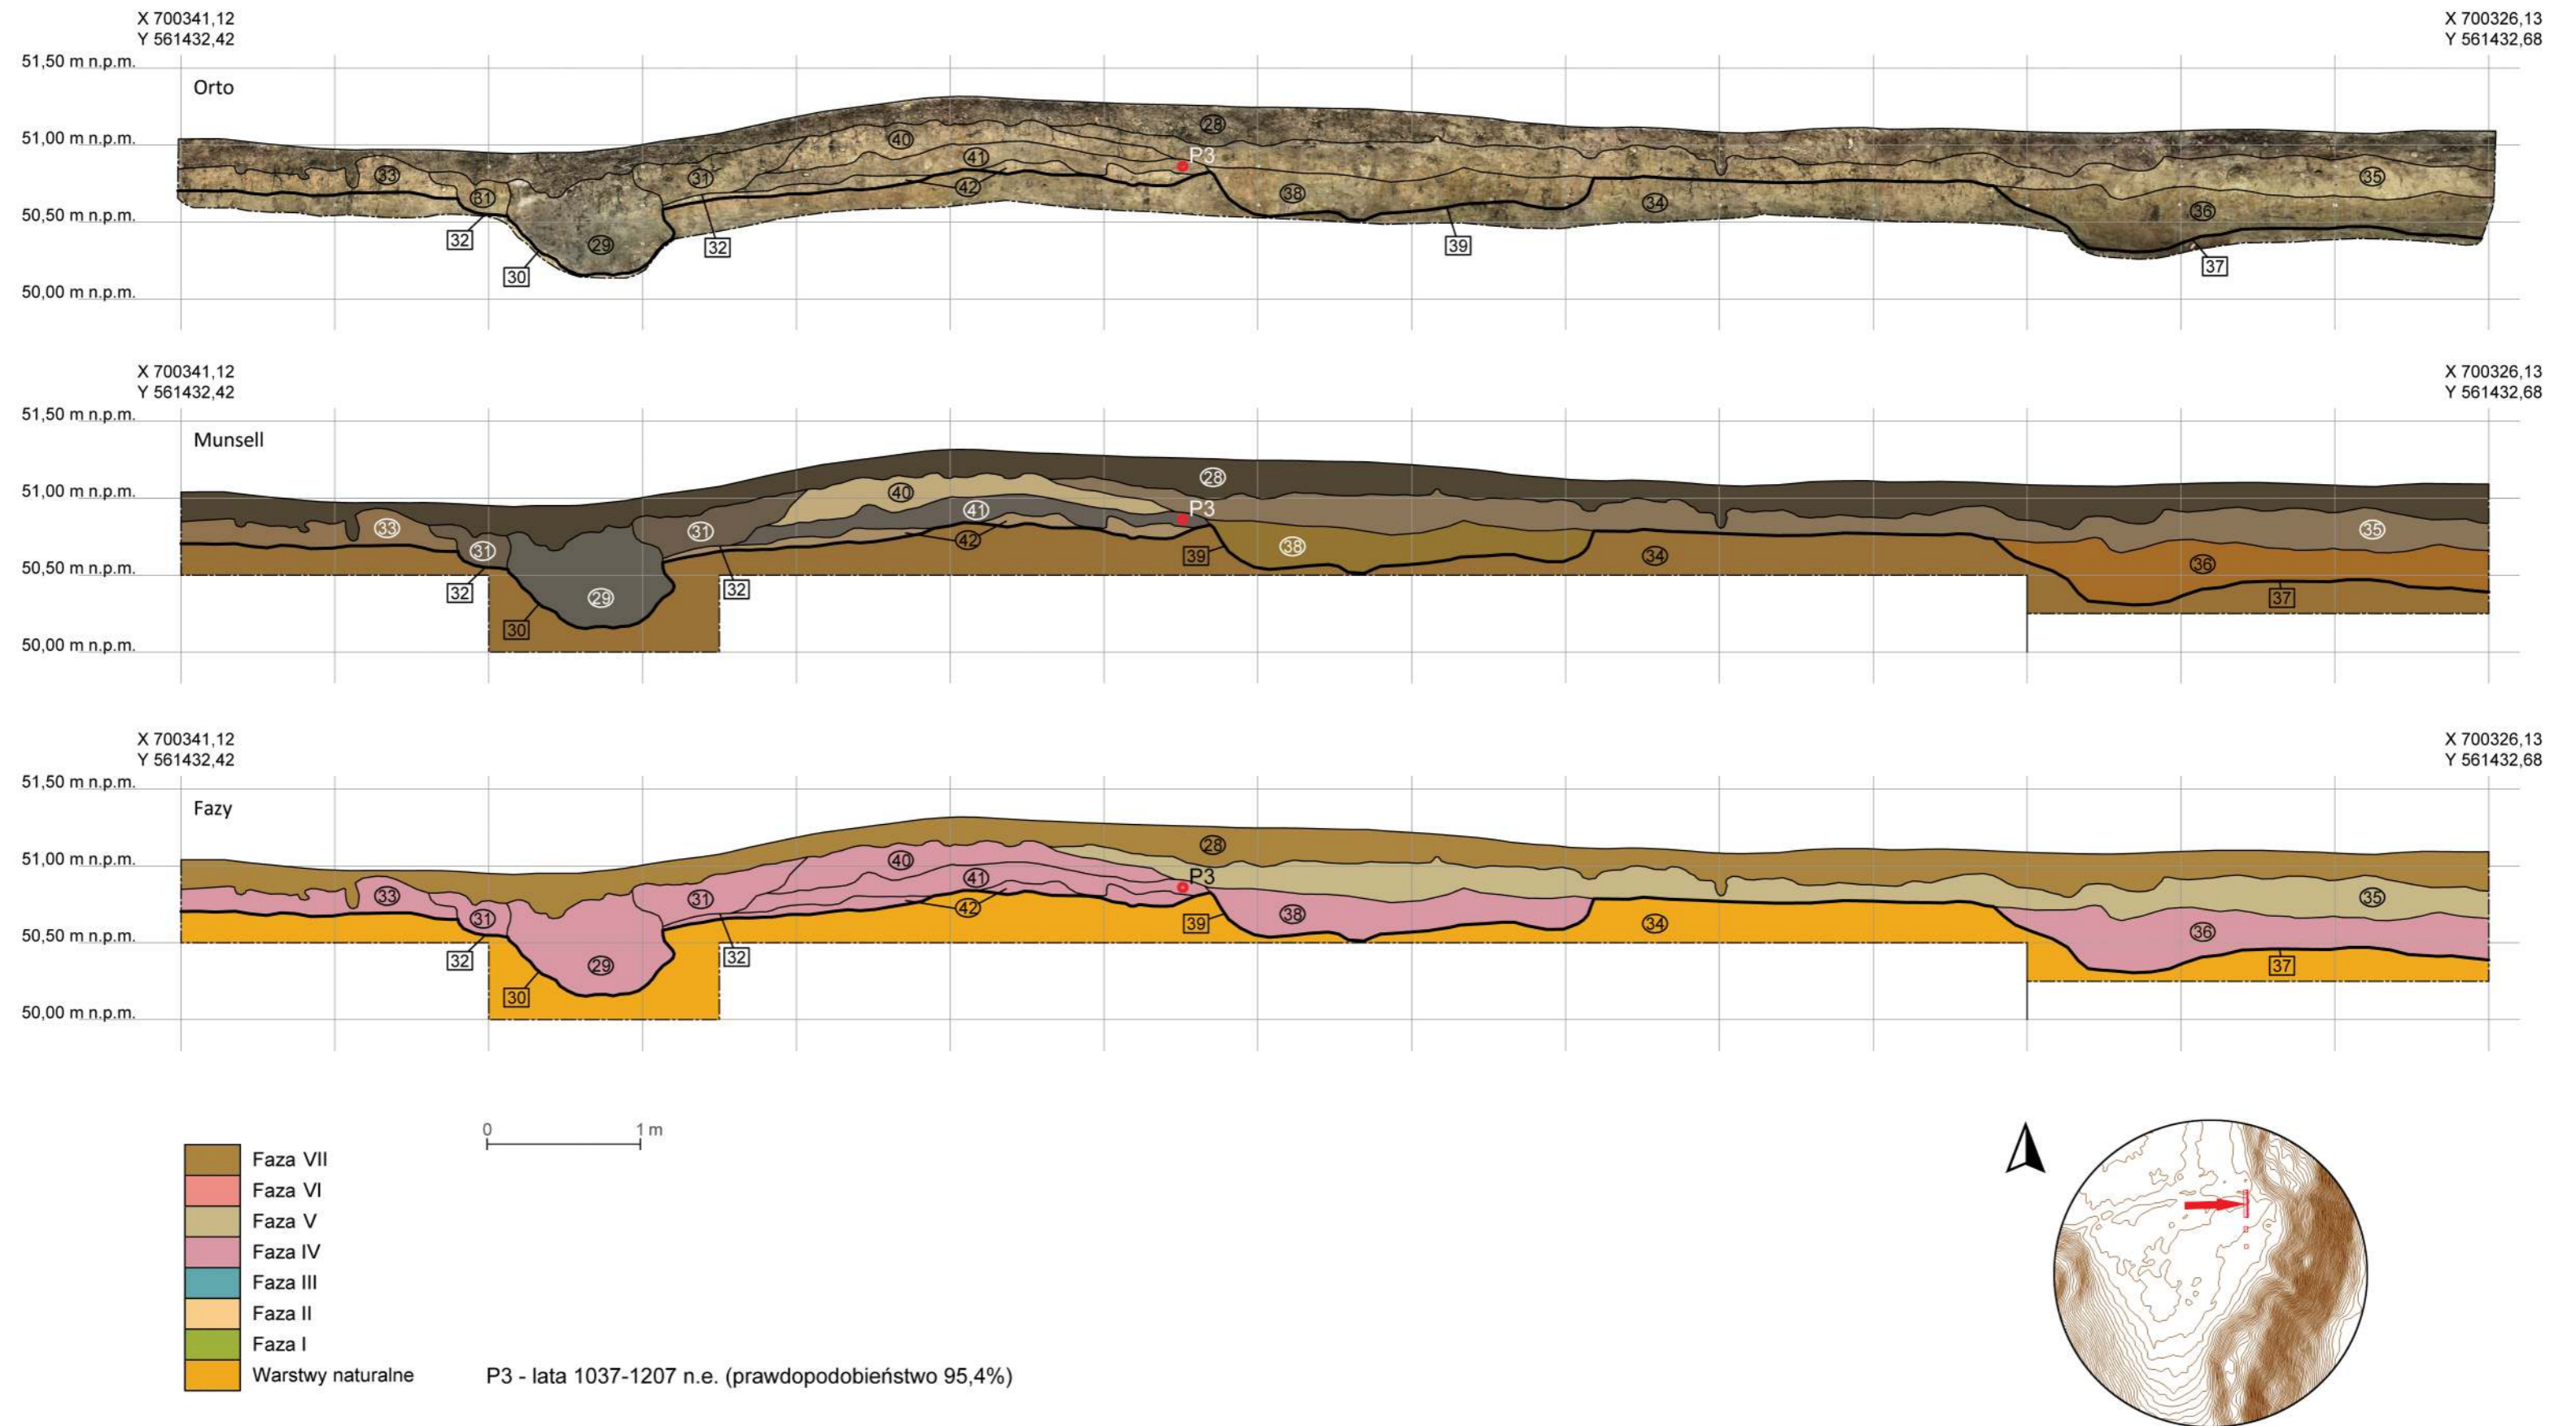 X 700341,12
Y 561432,42
X 700326,13
Y 561432,68
51,50 m n.p.m.
Orto
51,00 m n.p.m.
28
40
P3
41
33
31
31
42
38
34
35
36
50,50 m n.p.m.
32
29
32
39
30
37
50,00 m n.p.m.
X 700341,12
Y 561432,42
X 700326,13
Y 561432,68
51,50 m n.p.m.
Munsell
51,00 m n.p.m.
28
40
P3
41
33
31
31
42
39
38
34
35
36
50,50 m n.p.m.
32
29
32
30
37
50,00 m n.p.m.
X 700341,12
Y 561432,42
X 700326,13
Y 561432,68
51,50 m n.p.m.
Fazy
51,00 m n.p.m.
28
40
P3
41
33
31
31
42
39
38
34
35
36
50,50 m n.p.m.
32
29
32
30
37
50,00 m n.p.m.
0 1 m
Faza VII
Faza VI
Faza V
Faza IV
Faza III
Faza II
Faza I
Warstwy naturalne
P3 - lata 1037-1207 n.e. (prawdopodobieństwo 95,4%)